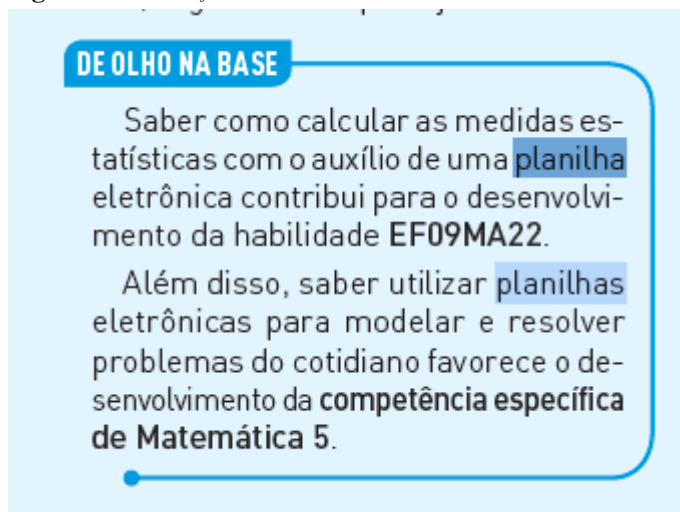 DE OLHO NA BASE
Saber como calcular as medidas es-
tatísticas com o auxílio de uma planilha
eletrônica contribui para o desenvolvi-
mento da habilidade EF09MA22.
Além disso, saber utilizar planilhas
eletrônicas para modelar e resolver
problemas do cotidiano favorece o de-
senvolvimento da competência específica
de Matemática 5.